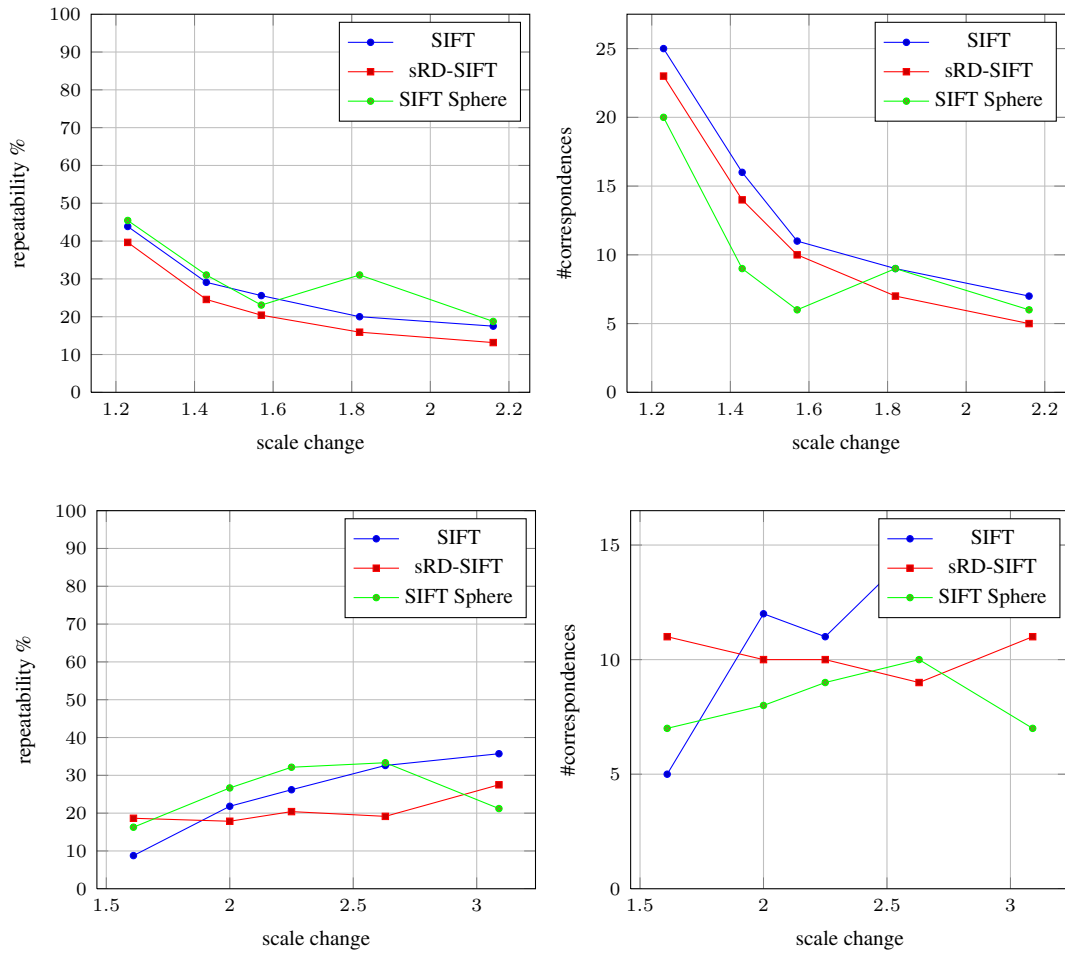 100
90
80
70
60
50
40
30
20
10
0
repeatability %
SIFT
sRD-SIFT
SIFT Sphere
1.2 1.4 1.6 1.8 2 2.2
scale change
25
20
15
10
5
0
#correspondences
SIFT
sRD-SIFT
SIFT Sphere
1.2 1.4 1.6 1.8 2 2.2
scale change
100
90
80
70
60
50
40
30
20
10
0
repeatability %
SIFT
sRD-SIFT
SIFT Sphere
1.5 2 2.5 3
scale change
15
10
5
0
#correspondences
SIFT
sRD-SIFT
SIFT Sphere
1.5 2 2.5 3
scale change